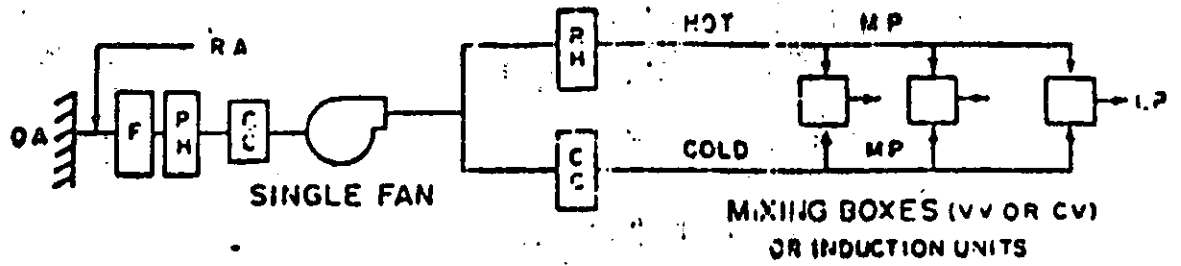 RA
HOT MP
RH
OA F PH CC
LP
SINGLE FAN
CC
COLD MP
MIXING BOXES (VV OR CV)
OR INDUCTION UNITS